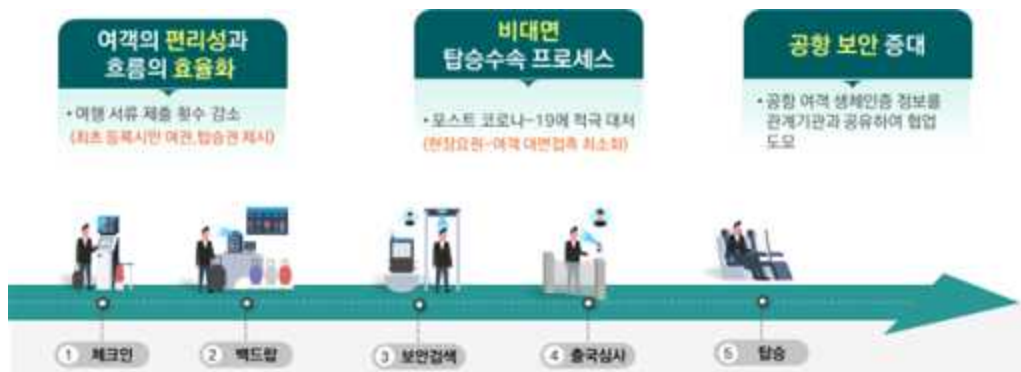 여객의 편리성과
흐름의 효율화
• 여행 서류 제출 횟수 감소
(최초 등록시만 여권,탑승권 제시)
비대면
탑승수속 프로세스
• 포스트 코로나-19에 적극 대처
(현장요원-여객 대면접촉 최소화)
공항 보안 증대
• 공항 여객 생체인증 정보를
관계기관과 공유하여 협업
도모
1 체크인
2 백드랍
3 보안검색
4 출국심사
5 탑승